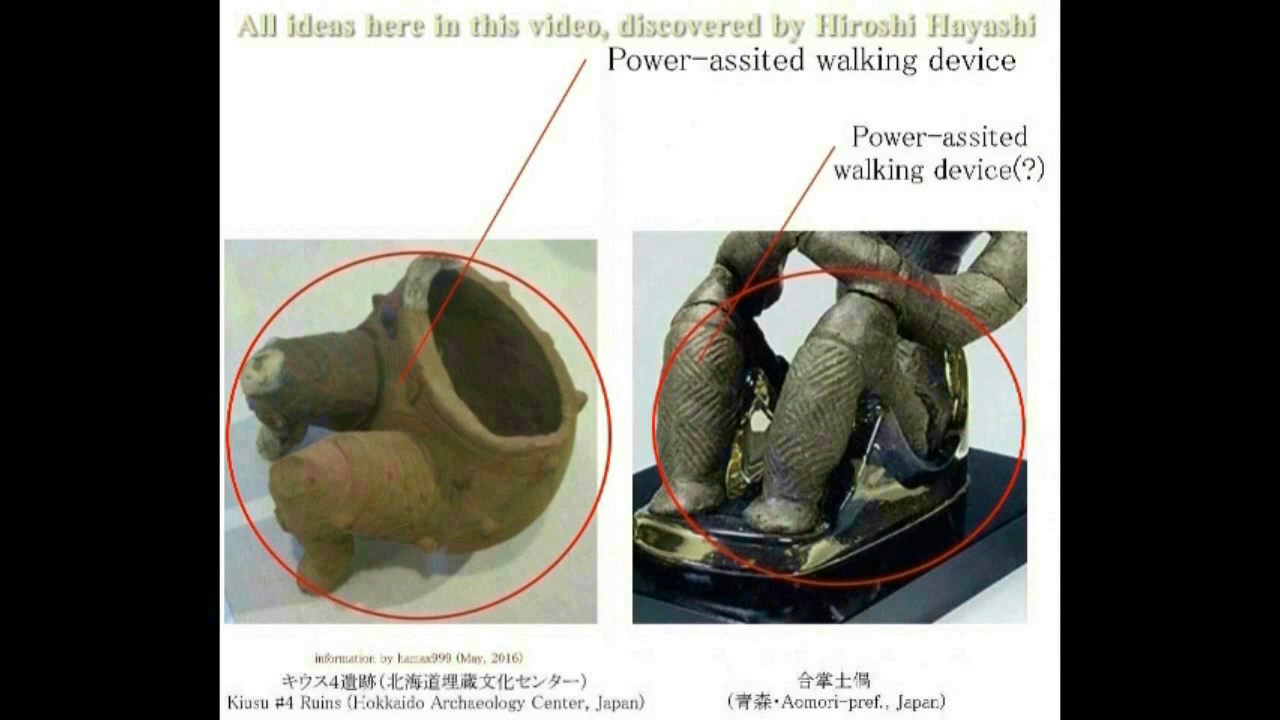 All ideas here in this video, discovered by Hiroshi Hayashi
Power-assited walking device
Power-assited
walking device(?)
information by hamax999 (May, 2016)
キウス4遺跡(北海道埋蔵文化センター)
Kiusu #4 Ruins (Hokkaido Archaeology Center, Japan)
合掌土偶
(青森・Aomori-pref., Japan)